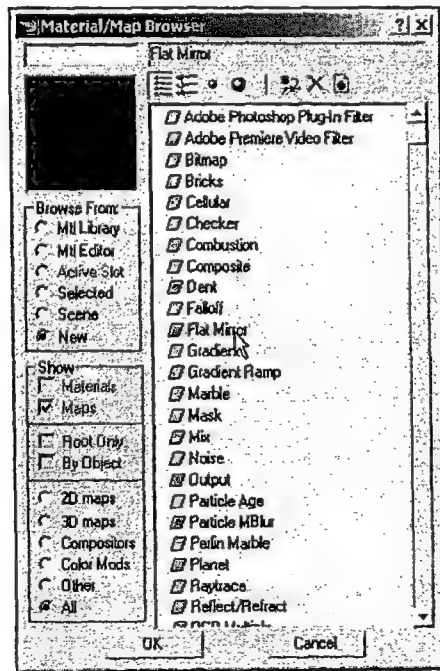 Material/Map Browser
Flat Mirror
Browse From:
Mtl Library
Mtl Editor
Active Slot
Selected
Scene
New
Show
Materials
Maps
Root Only
By Object
2D maps
3D maps
Compositors
Color Mods
Other
All
Adobe Photoshop Plug-In Filter
Adobe Premiere Video Filter
Bitmap
Bricks
Cellular
Checker
Combustion
Composite
Dent
Falloff
Flat Mirror
Gradient
Gradient Ramp
Marble
Mask
Mix
Noise
Output
Particle Age
Particle MBlur
Perlin Marble
Planet
Raytrace
Reflect/Refract
OK
Cancel